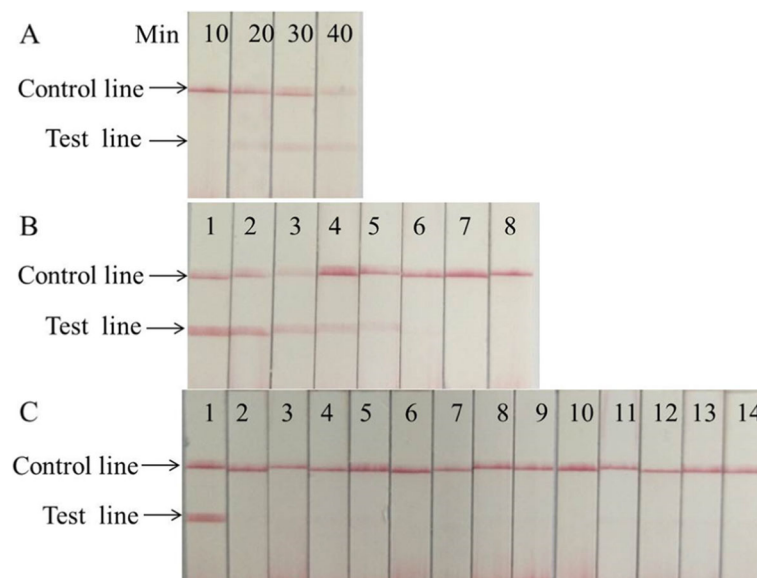 A Min 10 20 30 40
Control line
Test line
B 1 2 3 4 5 6 7 8
Control line
Test line
C 1 2 3 4 5 6 7 8 9 10 11 12 13 14
Control line
Test line